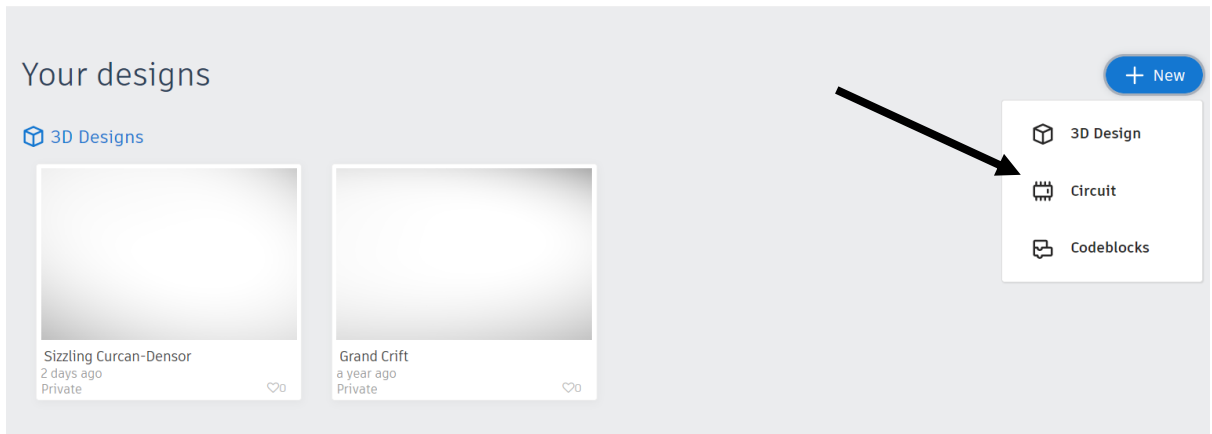 Your designs
+ New
3D Designs
3D Design
Circuit
Codeblocks
Sizzling Curcan-Densor
2 days ago
Private
0
Grand Crift
a year ago
Private
0